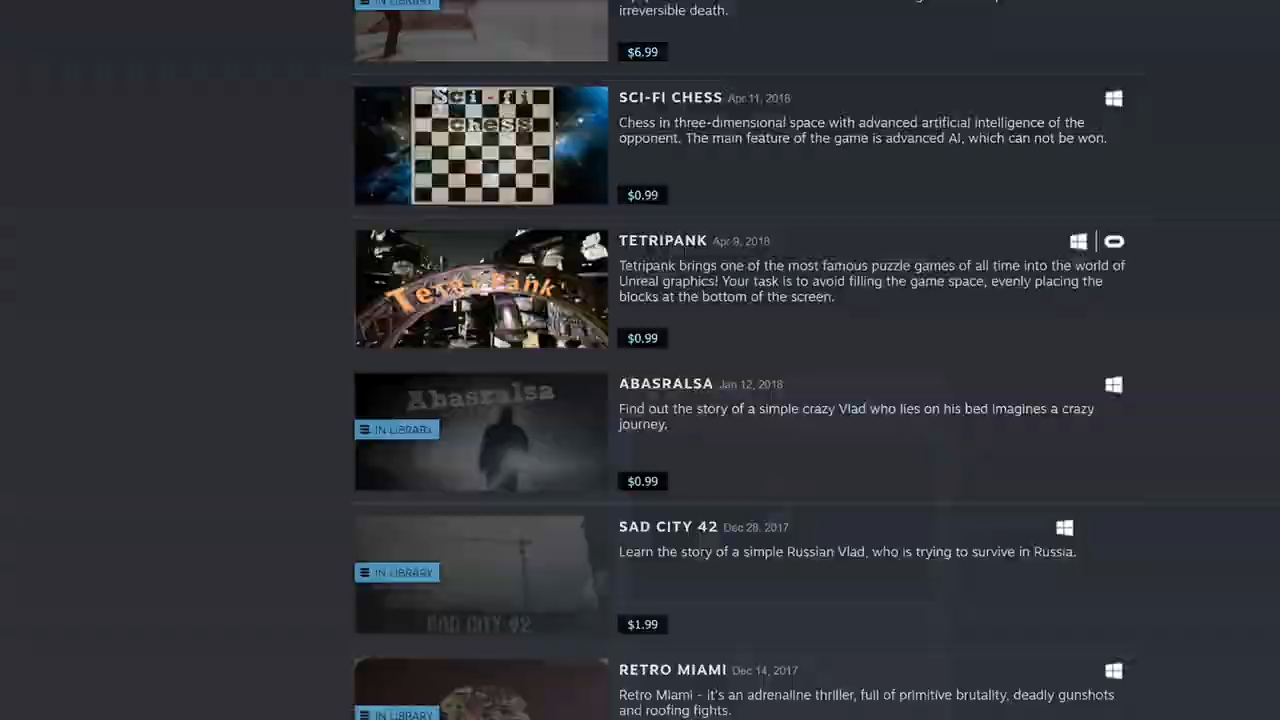 IN LIBRARY
irreversible death.
$6.99
Sci-fi
Chess
SCI-FI CHESS Apr 11, 2018
Chess in three-dimensional space with advanced artificial intelligence of the
opponent. The main feature of the game is advanced AI, which can not be won.
$0.99
TETRIPANK Apr 9, 2018
Tetripank brings one of the most famous puzzle games of all time into the world of
Unreal graphics! Your task is to avoid filling the game space, evenly placing the
blocks at the bottom of the screen.
$0.99
Abasralsa
IN LIBRARY
ABASRALSA Jan 12, 2018
Find out the story of a simple crazy Vlad who lies on his bed Imagines a crazy
journey,
$0.99
IN LIBRARY
SAD CITY 42
SAD CITY 42 Dec 28, 2017
Learn the story of a simple Russian Vlad, who is trying to survive in Russia.
$1.99
IN LIBRARY
RETRO MIAMI Dec 14, 2017
Retro Miami - it's an adrenaline thriller, full of primitive brutality, deadly gunshots
and roofing fights.